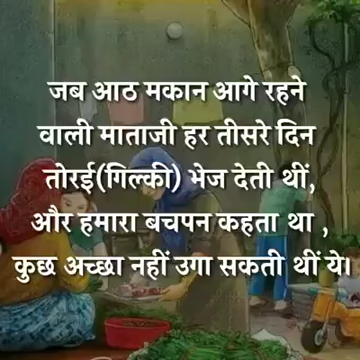 जब आठ मकान आगे रहने
वाली माताजी हर तीसरे दिन
तोरई(गिल्की) भेज देती थीं,
और हमारा बचपन कहता था ,
कुछ अच्छा नहीं उगा सकती थीं ये।